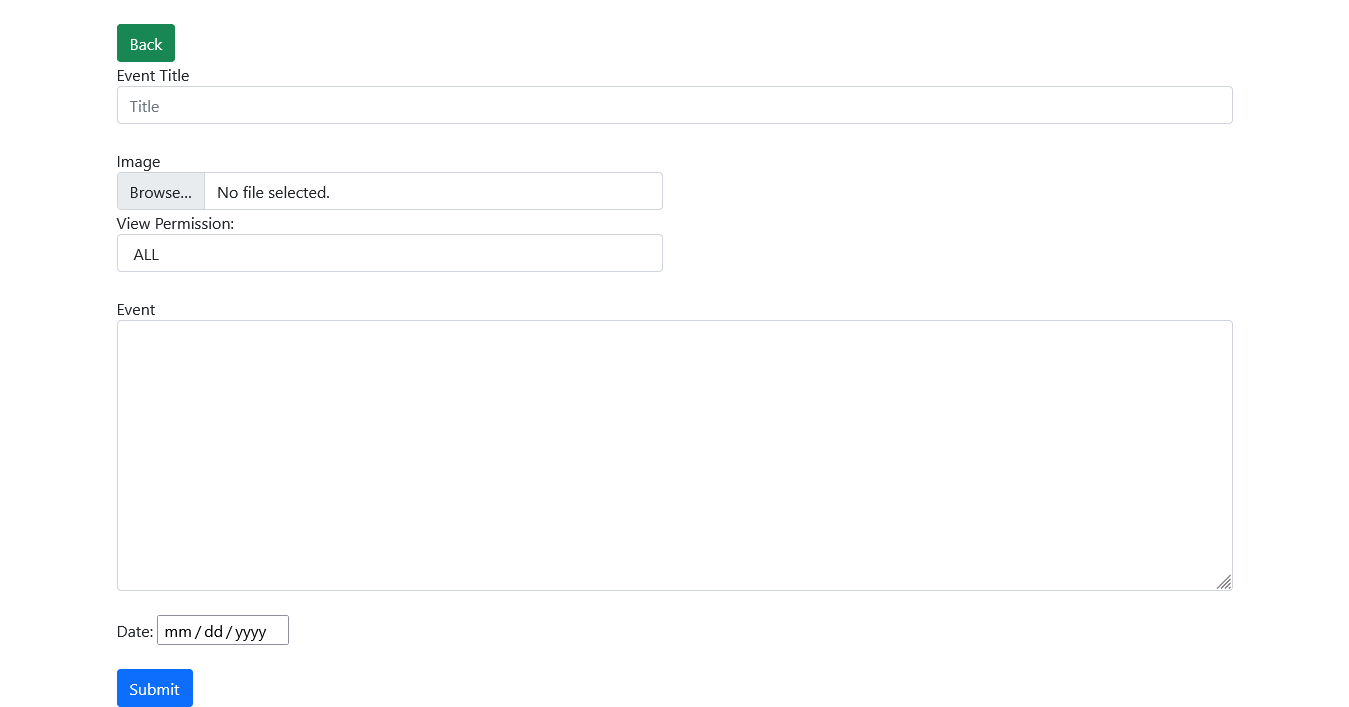 Back
Event Title
Title
Image
Browse... No file selected.
View Permission:
ALL
Event
Date: mm / dd / yyyy
Submit